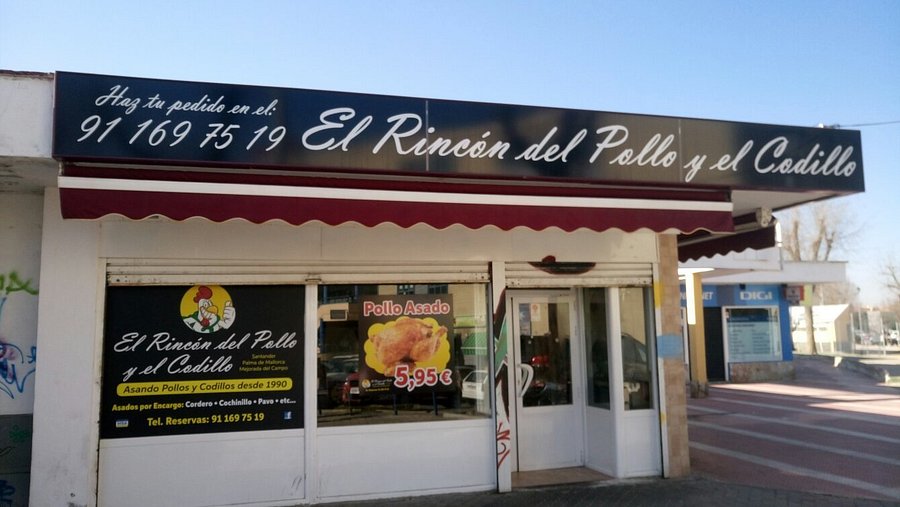 Haz tu pedido en el:
91 169 75 19
El Rincón del Pollo y el Codillo
El Rincón del Pollo
y el Codillo
Santander
Palma de Mallorca
Mejorada del Campo
Asando Pollos y Codillos desde 1990
Asados por Encargo: Cordero • Cochinillo • Pavo • etc...
Tel. Reservas: 91 169 75 19
Pollo Asado
5,95€
NET
DIGI